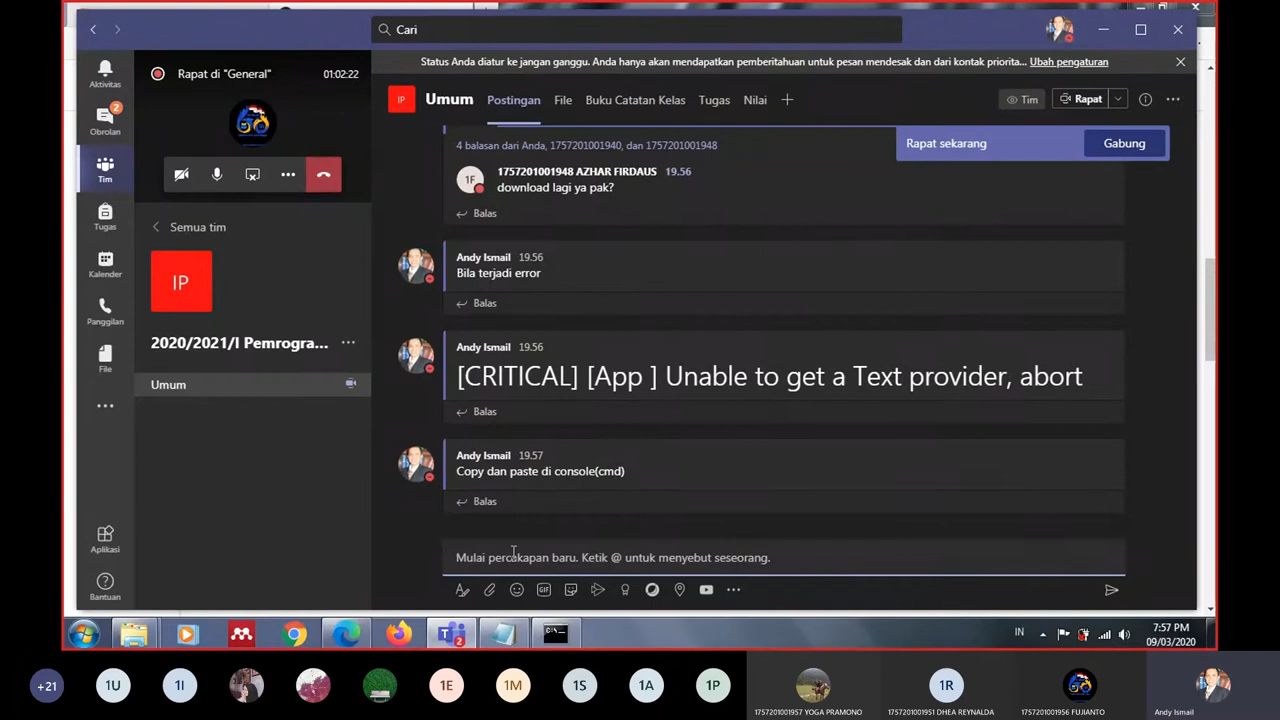 Cari
Aktivitas
2
Obrolan
Tim
Tugas
Kalender
Panggilan
File
Aplikasi
Bantuan
Rapat di "General"
01:02:22
Semua tim
IP
2020/2021/I Pemrogra...
Umum
Status Anda diatur ke jangan ganggu. Anda hanya akan mendapatkan pemberitahuan untuk pesan mendesak dan dari kontak priorita... Ubah pengaturan
IP
Umum
Postingan
File
Buku Catatan Kelas
Tugas
Nilai
Tim
Rapat
Rapat sekarang
Gabung
4 balasan dari Anda, 1757201001940, dan 1757201001948
1F
1757201001948 AZHAR FIRDAUS 19.56
download lagi ya pak?
Balas
Andy Ismail 19.56
Bila terjadi error
Balas
Andy Ismail 19.56
[CRITICAL] [App ] Unable to get a Text provider, abort
Balas
Andy Ismail 19.57
Copy dan paste di console(cmd)
Balas
Mulai percakapan baru. Ketik @ untuk menyebut seseorang.
GIF
2
IN
7:57 PM
09/03/2020
+21
1U
1I
1E
1M
1S
1A
1P
1R
1757201001957 YOGA PRAMONO
1757201001951 DHEA REYNALDA
1757201001956 FUJIANTO
Andy Ismail